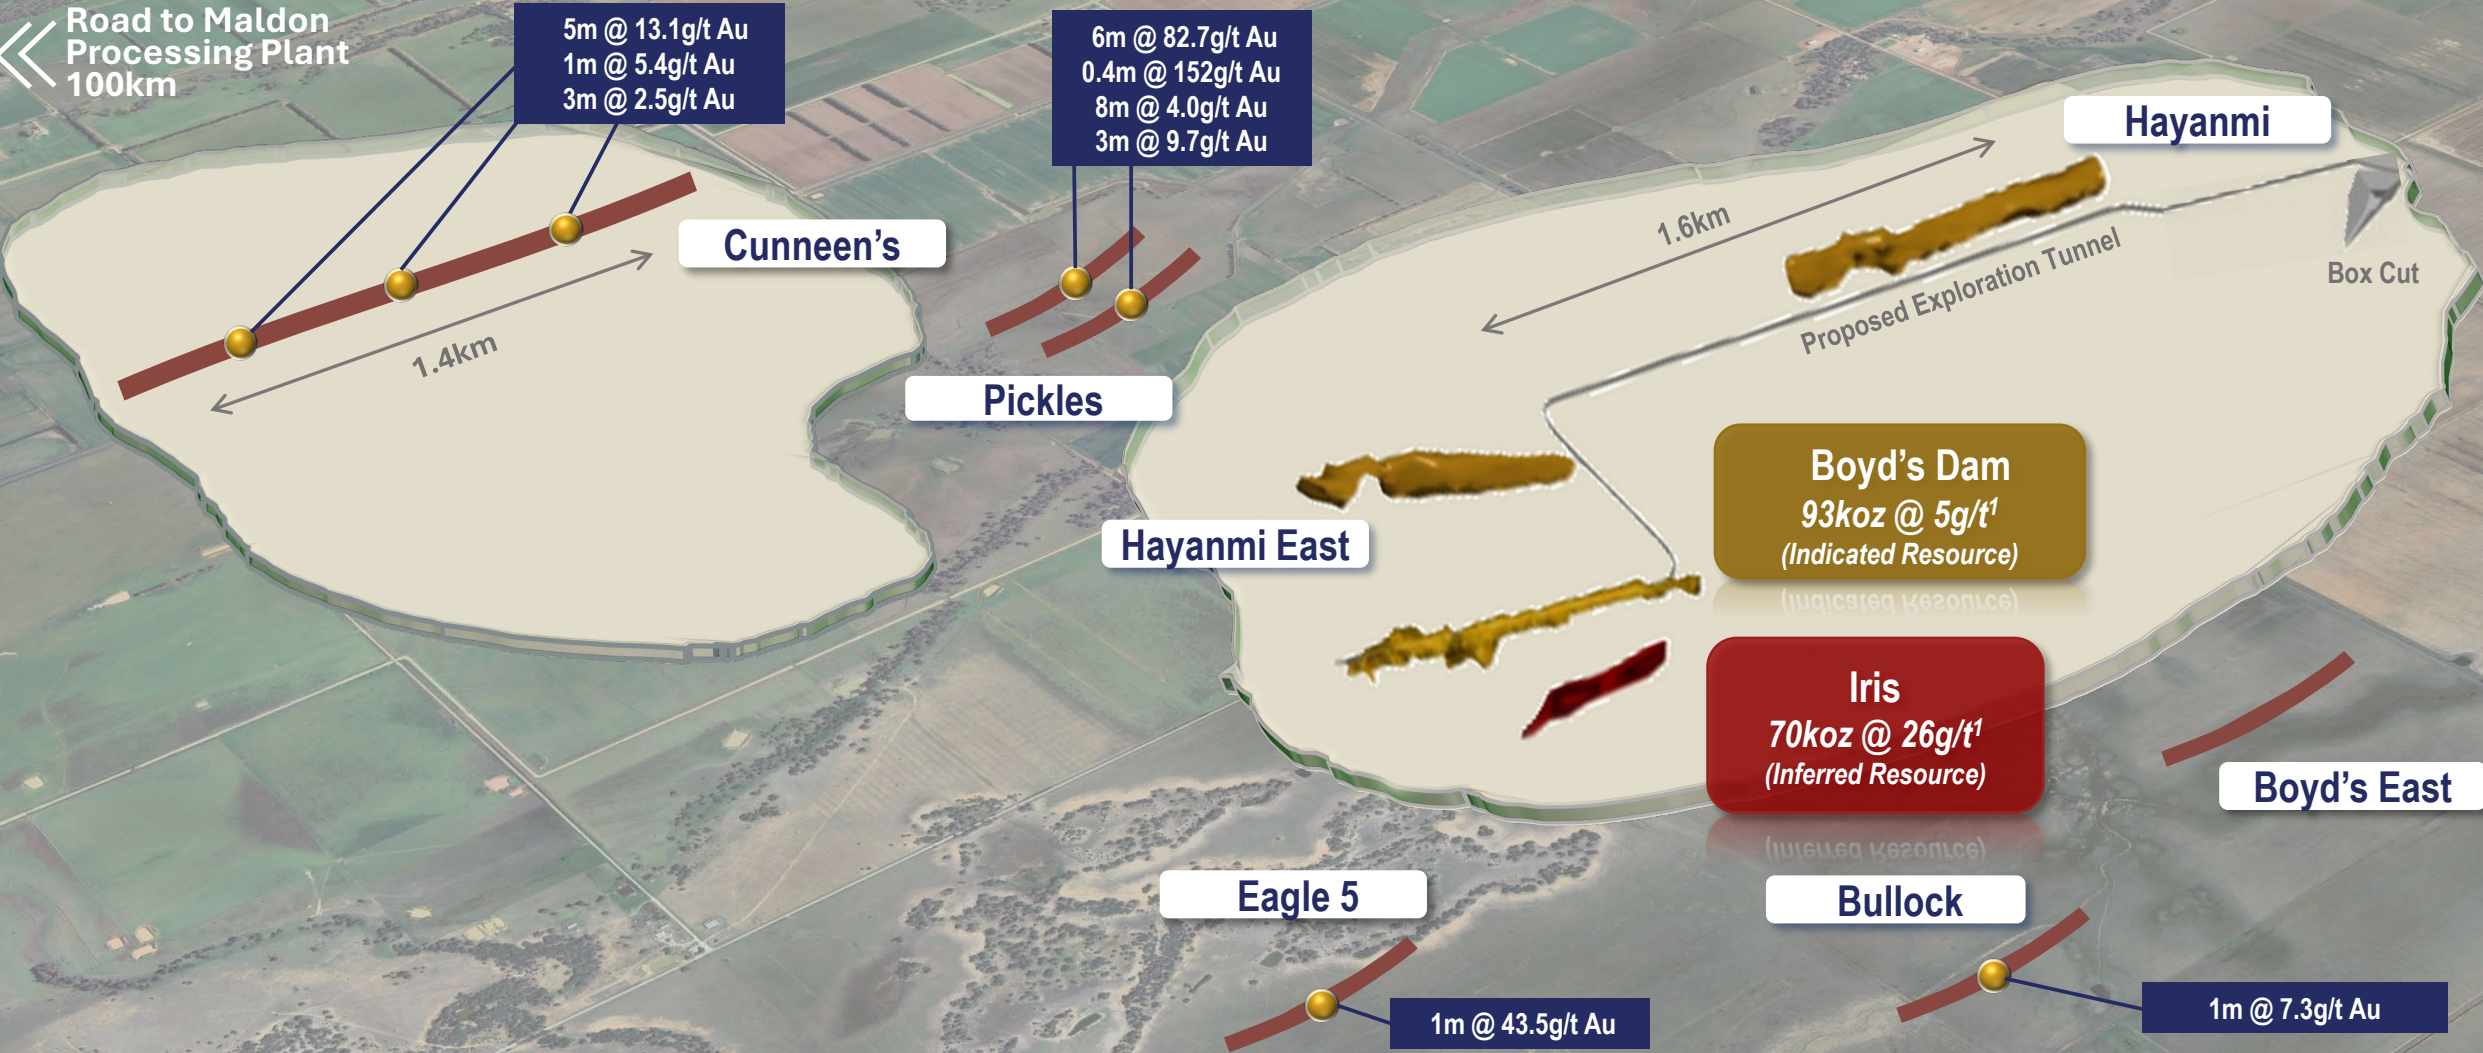 Road to Maldon
Processing Plant
100km
5m @ 13.1g/t Au
1m @ 5.4g/t Au
3m @ 2.5g/t Au
6m @ 82.7g/t Au
0.4m @ 152g/t Au
8m @ 4.0g/t Au
3m @ 9.7g/t Au
Hayanmi
Cunneen's
1.4km
1.6km
Proposed Exploration Tunnel
Box Cut
Pickles
Hayanmi East
Boyd's Dam
93koz @ 5g/t¹
(Indicated Resource)
Iris
70koz @ 26g/t¹
(Inferred Resource)
Boyd's East
Eagle 5
Bullock
1m @ 43.5g/t Au
1m @ 7.3g/t Au